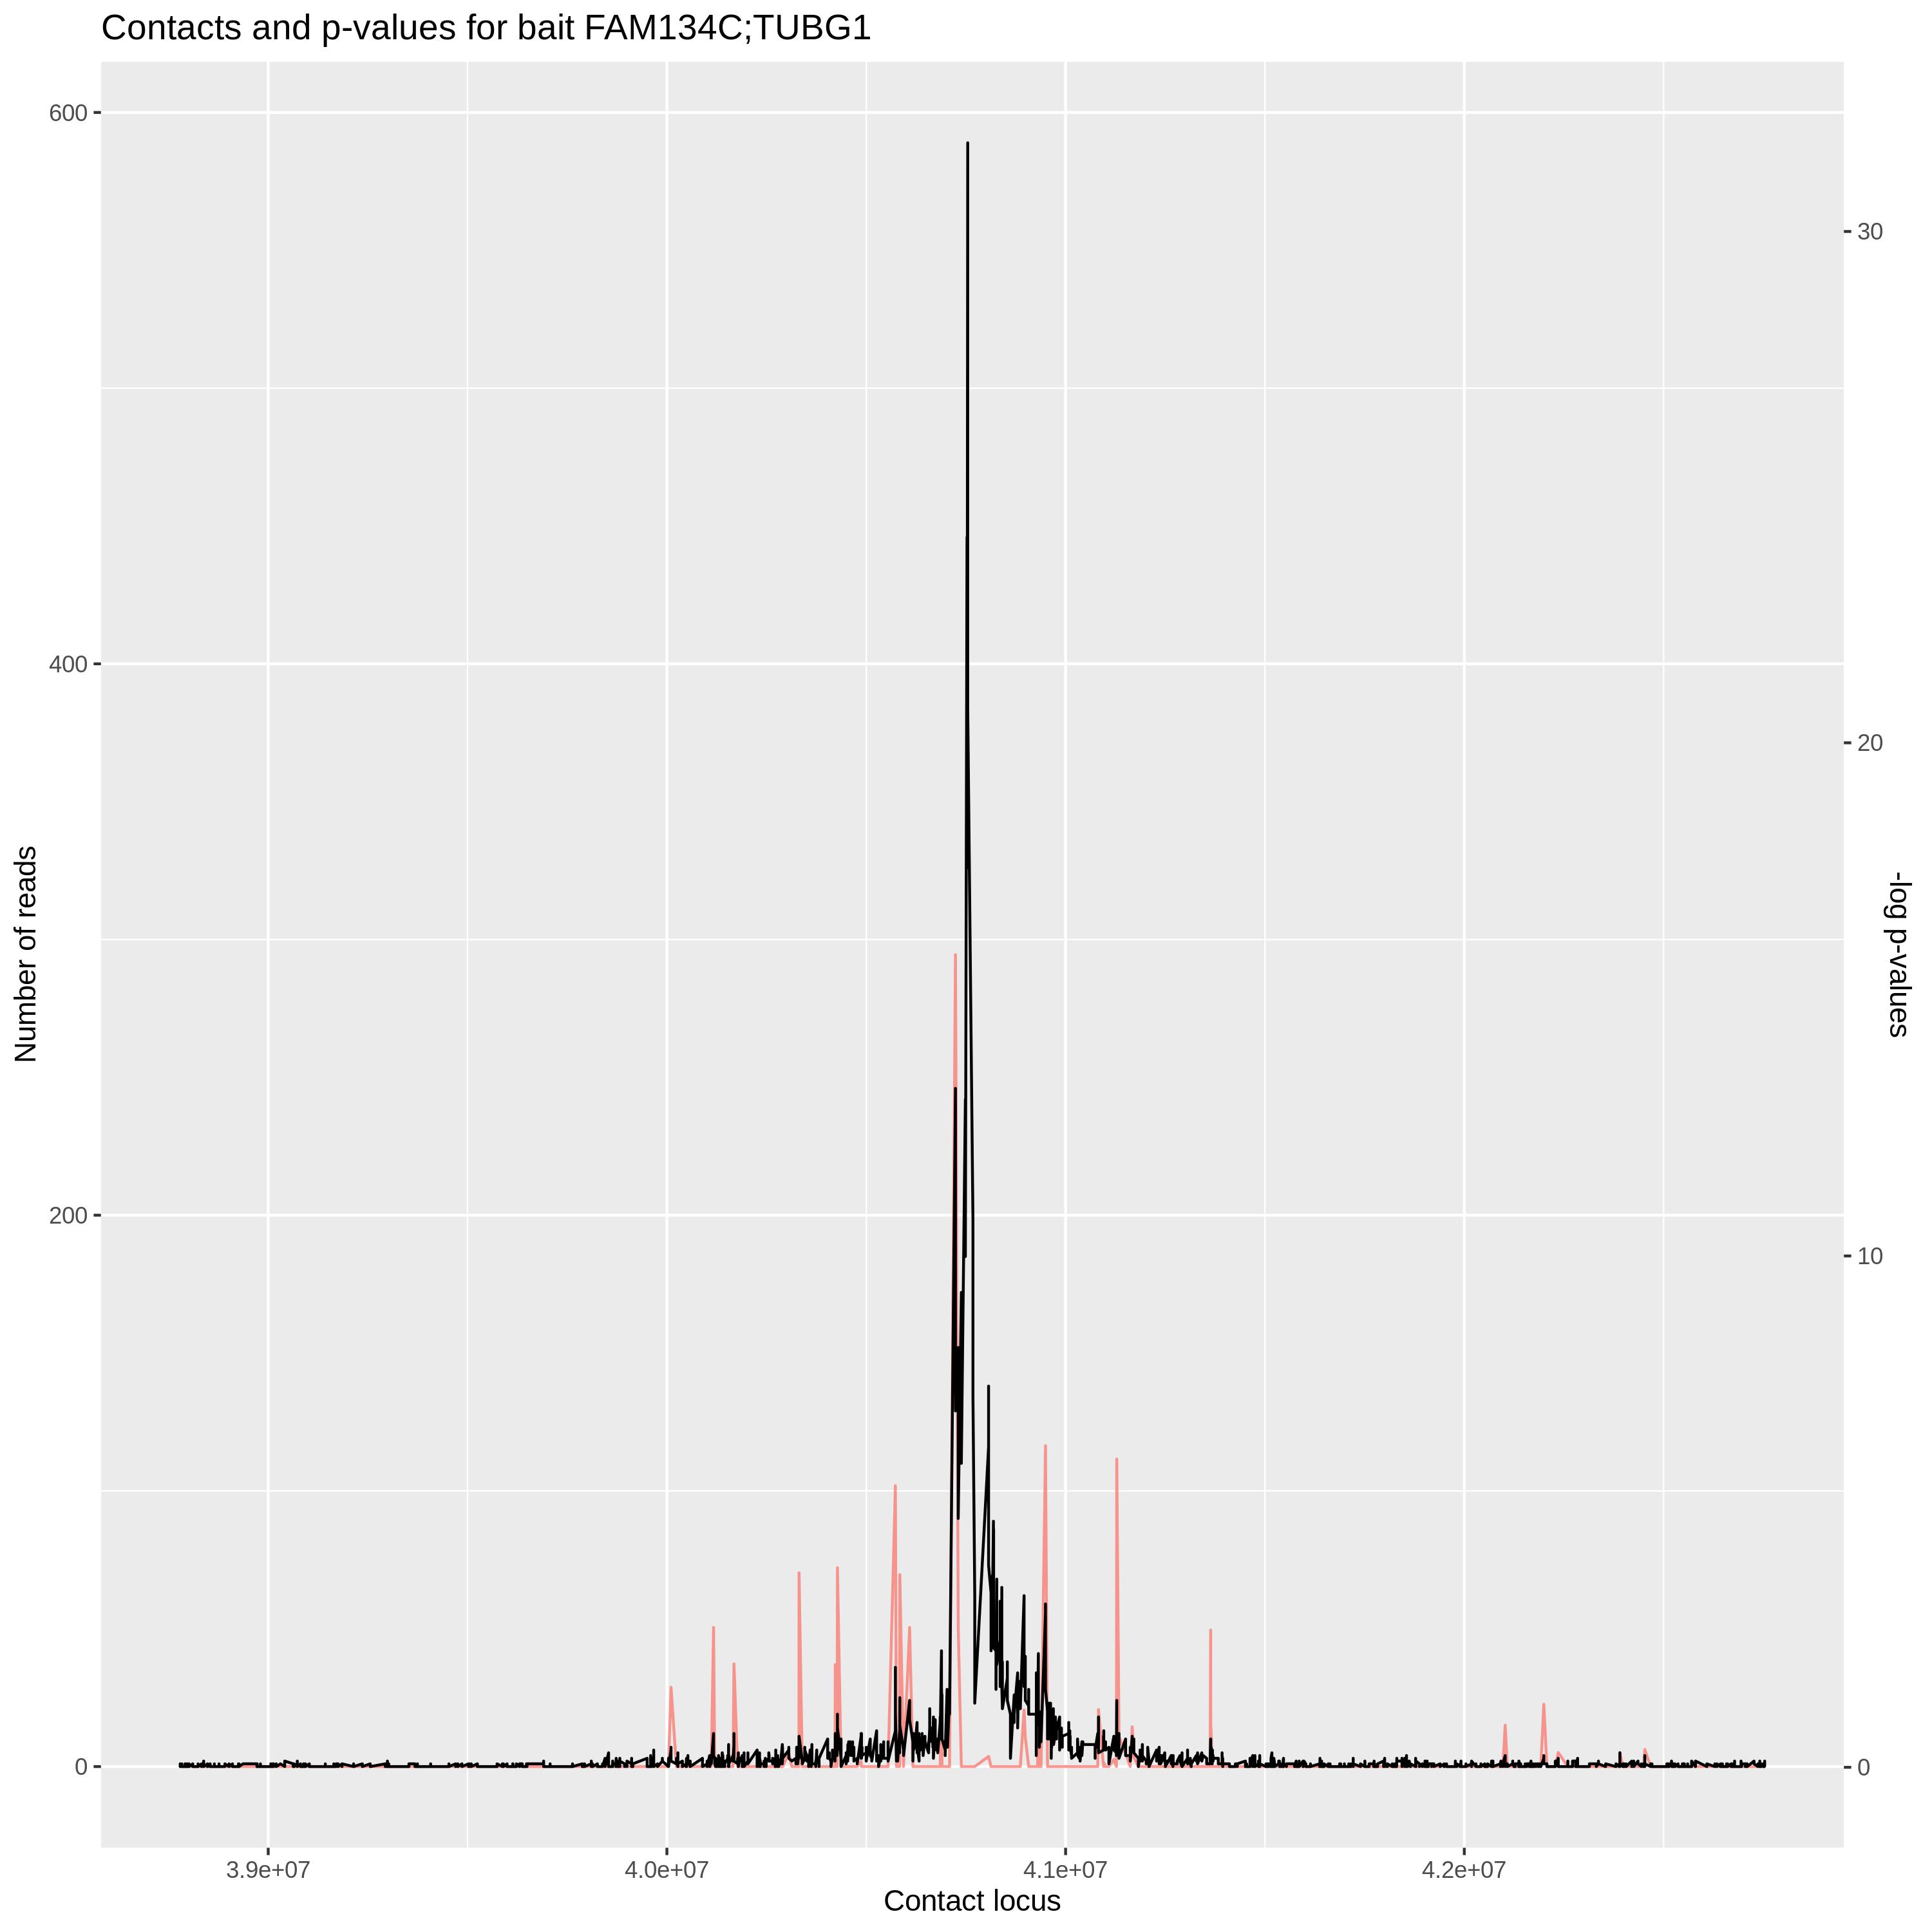 Contacts and p-values for bait FAM134C;TUBG1
600
400
200
0
Number of reads
30
20
10
0
-log p-values
3.9e+07
4.0e+07
4.1e+07
4.2e+07
Contact locus